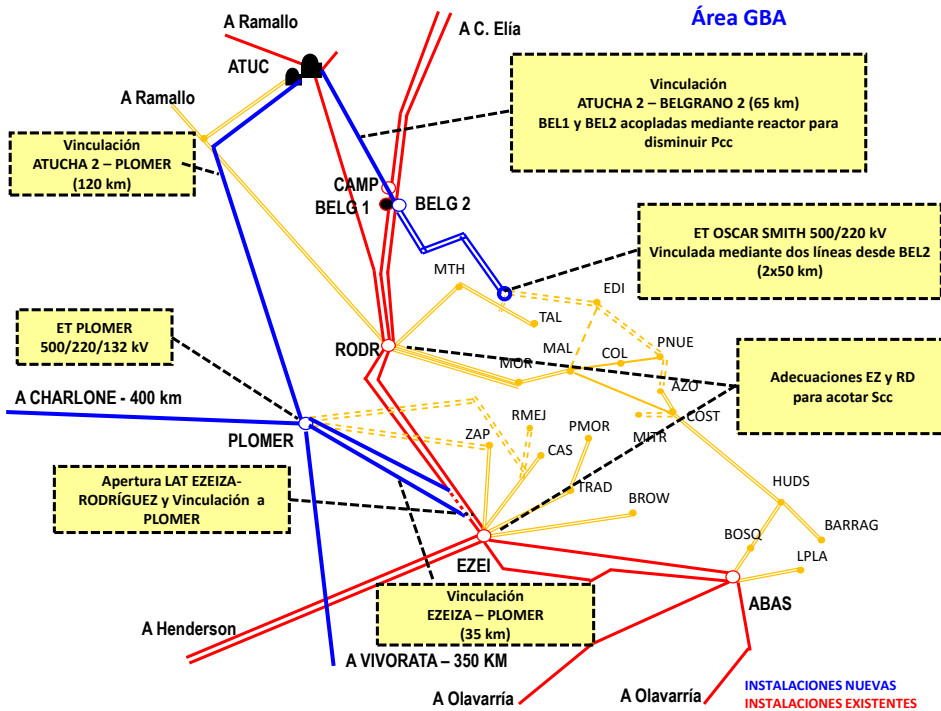 Área GBA
A Ramallo
A C. Elía
ATUC
A Ramallo
Vinculación
ATUCHA 2 – BELGRANO 2 (65 km)
BEL1 y BEL2 acopladas mediante reactor para
disminuir Pcc
Vinculación
ATUCHA 2 – PLOMER
(120 km)
CAMP
BELG 1
BELG 2
ET OSCAR SMITH 500/220 kV
Vinculada mediante dos líneas desde BEL2
(2x50 km)
MTH
EDI
TAL
ET PLOMER
500/220/132 kV
RODR
MAL
COL
PNUE
MOR
AZO
Adecuaciones EZ y RD
para acotar Scc
A CHARLONE - 400 km
PLOMER
RMEJ
PMOR
MITR
COST
ZAP
CAS
Apertura LAT EZEIZA-
RODRÍGUEZ y Vinculación a
PLOMER
TRAD
BROW
HUDS
BARRAG
BOSQ
LPLA
EZEI
ABAS
Vinculación
EZEIZA – PLOMER
(35 km)
A Henderson
A VIVORATA – 350 KM
A Olavarría
A Olavarría
INSTALACIONES NUEVAS
INSTALACIONES EXISTENTES